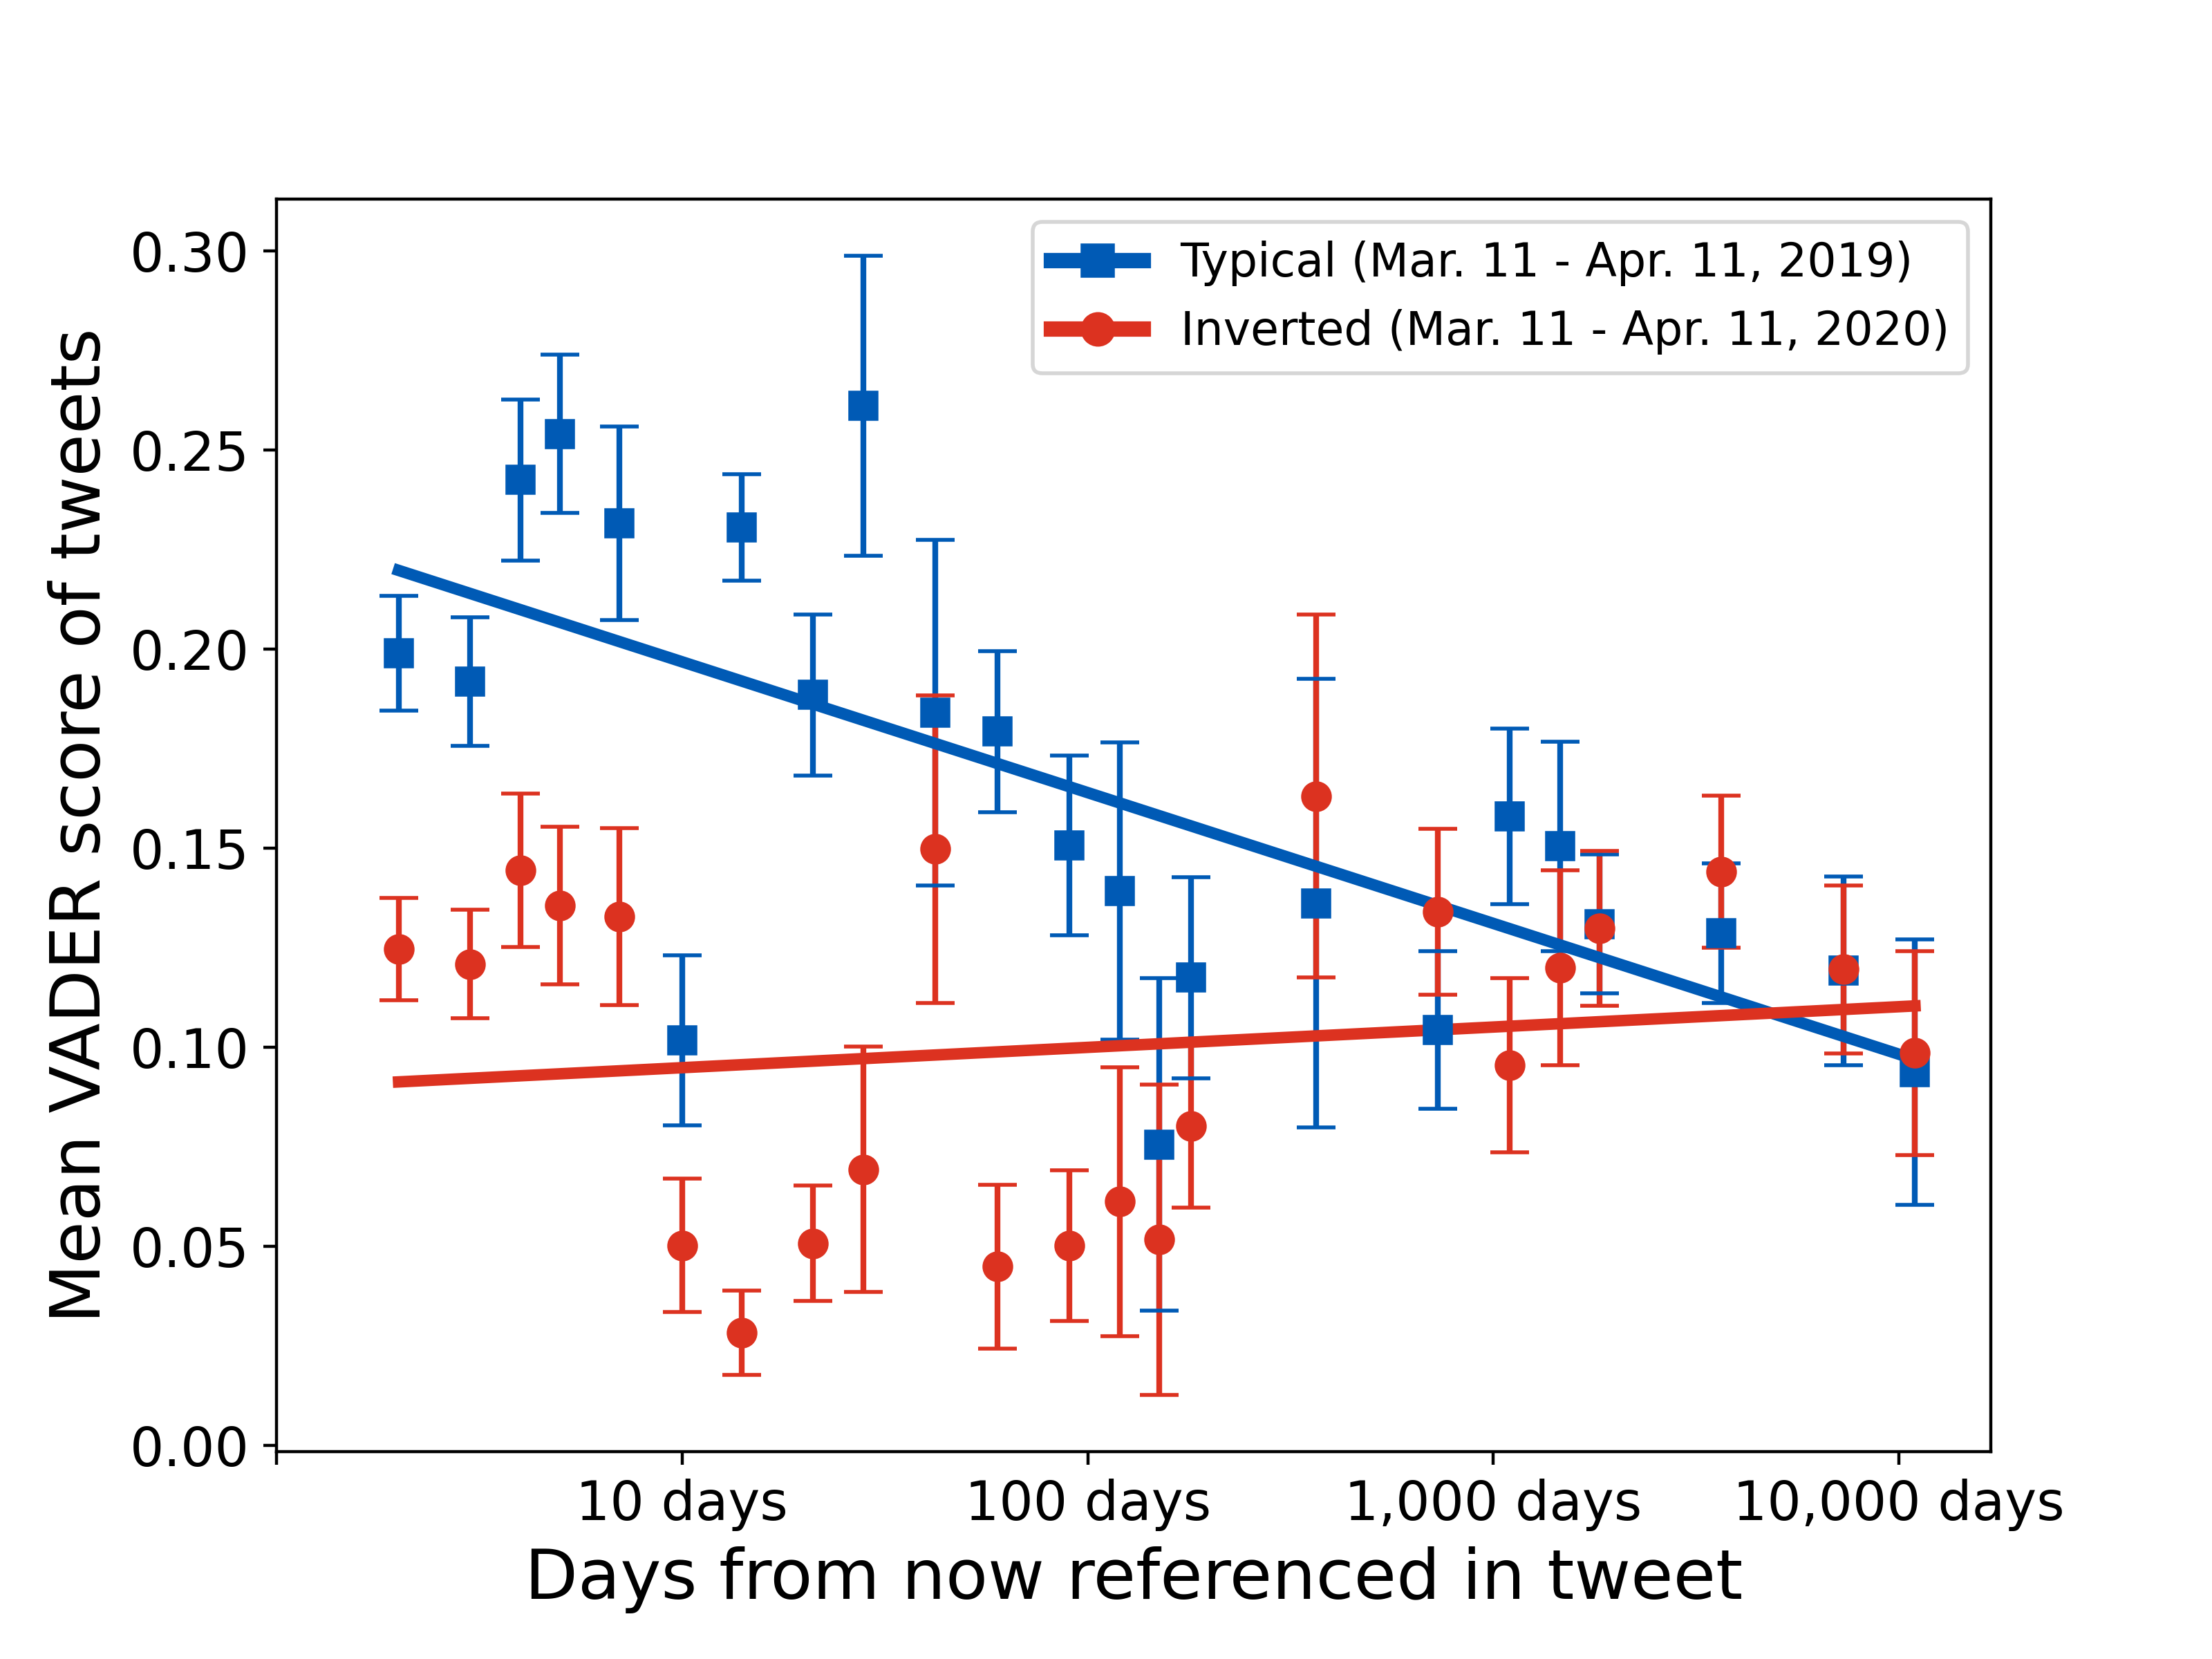 Typical (Mar. 11 - Apr. 11, 2019)
Inverted (Mar. 11 - Apr. 11, 2020)
Mean VADER score of tweets
0.30
0.25
0.20
0.15
0.10
0.05
0.00
10 days
100 days
1,000 days
10,000 days
Days from now referenced in tweet